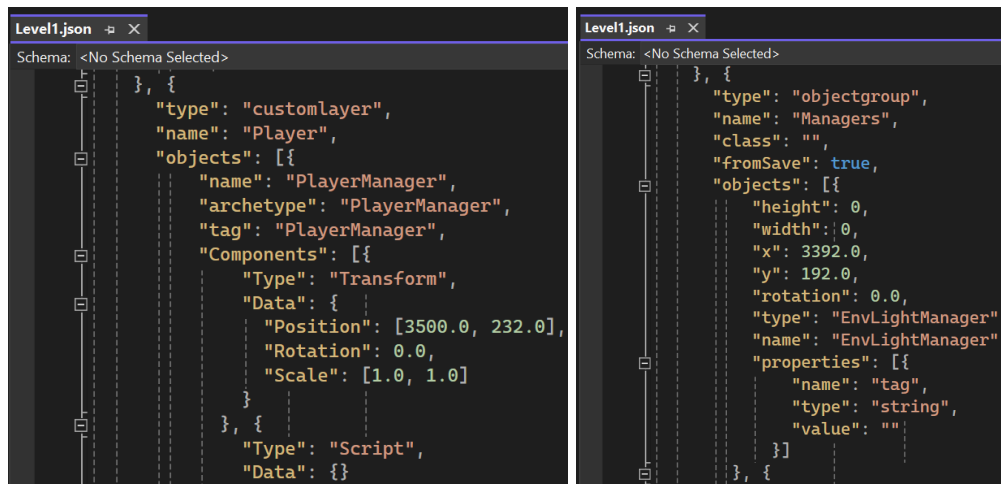 Level1.json
Schema: <No Schema Selected>
}, {
"type": "customlayer",
"name": "Player",
"objects": [{
"name": "PlayerManager",
"archetype": "PlayerManager",
"tag": "PlayerManager",
"Components": [{
"Type": "Transform",
"Data": {
"Position": [3500.0, 232.0],
"Rotation": 0.0,
"Scale": [1.0, 1.0]
}
}, {
"Type": "Script",
"Data": {}
Level1.json
Schema: <No Schema Selected>
}, {
"type": "objectgroup",
"name": "Managers",
"class": "",
"fromSave": true,
"objects": [{
"height": 0,
"width": 0,
"x": 3392.0,
"y": 192.0,
"rotation": 0.0,
"type": "EnvLightManager"
"name": "EnvLightManager"
"properties": [{
"name": "tag",
"type": "string",
"value": ""
}]
}, {